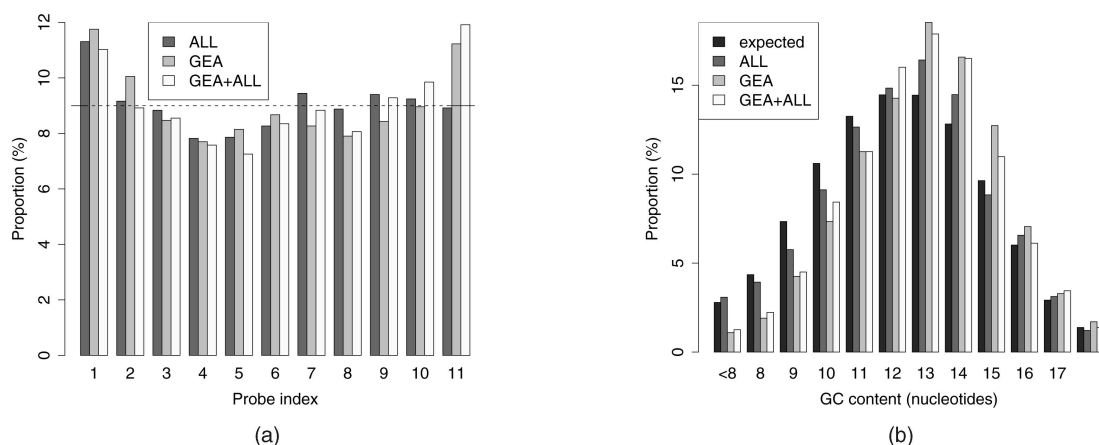 Proportion (%)
0 2 4 6 8 10 12
ALL
GEA
GEA+ALL
1 2 3 4 5 6 7 8 9 10 11
Probe index
(a)
Proportion (%)
0 5 10 15
expected
ALL
GEA
GEA+ALL
<8 8 9 10 11 12 13 14 15 16 17
GC content (nucleotides)
(b)